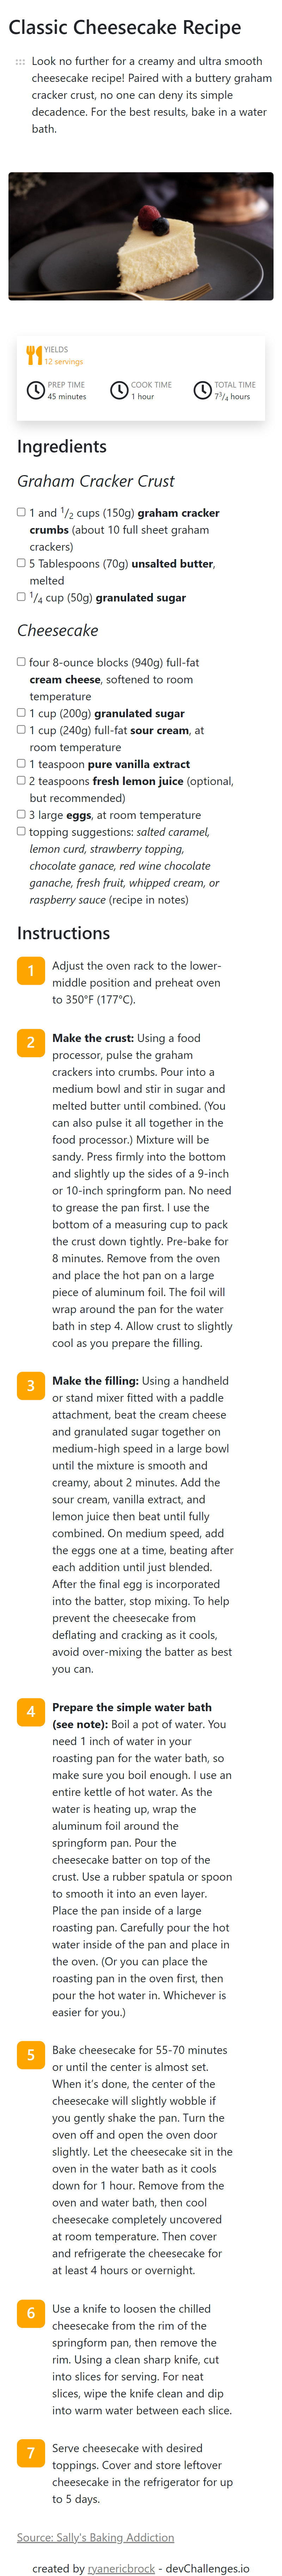 Classic Cheesecake Recipe
Look no further for a creamy and ultra smooth
cheesecake recipe! Paired with a buttery graham
cracker crust, no one can deny its simple
decadence. For the best results, bake in a water
bath.
YIELDS
12 servings
PREP TIME
45 minutes
COOK TIME
1 hour
TOTAL TIME
7 3/4 hours
Ingredients
Graham Cracker Crust
1 and 1/2 cups (150g) graham cracker
crumbs (about 10 full sheet graham
crackers)
5 Tablespoons (70g) unsalted butter,
melted
1/4 cup (50g) granulated sugar
Cheesecake
four 8-ounce blocks (940g) full-fat
cream cheese, softened to room
temperature
1 cup (200g) granulated sugar
1 cup (240g) full-fat sour cream, at
room temperature
1 teaspoon pure vanilla extract
2 teaspoons fresh lemon juice (optional,
but recommended)
3 large eggs, at room temperature
topping suggestions: salted caramel,
lemon curd, strawberry topping,
chocolate ganace, red wine chocolate
ganache, fresh fruit, whipped cream, or
raspberry sauce (recipe in notes)
Instructions
1
Adjust the oven rack to the lower-
middle position and preheat oven
to 350°F (177°C).
2
Make the crust: Using a food
processor, pulse the graham
crackers into crumbs. Pour into a
medium bowl and stir in sugar and
melted butter until combined. (You
can also pulse it all together in the
food processor.) Mixture will be
sandy. Press firmly into the bottom
and slightly up the sides of a 9-inch
or 10-inch springform pan. No need
to grease the pan first. I use the
bottom of a measuring cup to pack
the crust down tightly. Pre-bake for
8 minutes. Remove from the oven
and place the hot pan on a large
piece of aluminum foil. The foil will
wrap around the pan for the water
bath in step 4. Allow crust to slightly
cool as you prepare the filling.
3
Make the filling: Using a handheld
or stand mixer fitted with a paddle
attachment, beat the cream cheese
and granulated sugar together on
medium-high speed in a large bowl
until the mixture is smooth and
creamy, about 2 minutes. Add the
sour cream, vanilla extract, and
lemon juice then beat until fully
combined. On medium speed, add
the eggs one at a time, beating after
each addition until just blended.
After the final egg is incorporated
into the batter, stop mixing. To help
prevent the cheesecake from
deflating and cracking as it cools,
avoid over-mixing the batter as best
you can.
4
Prepare the simple water bath
(see note): Boil a pot of water. You
need 1 inch of water in your
roasting pan for the water bath, so
make sure you boil enough. I use an
entire kettle of hot water. As the
water is heating up, wrap the
aluminum foil around the
springform pan. Pour the
cheesecake batter on top of the
crust. Use a rubber spatula or spoon
to smooth it into an even layer.
Place the pan inside of a large
roasting pan. Carefully pour the hot
water inside of the pan and place in
the oven. (Or you can place the
roasting pan in the oven first, then
pour the hot water in. Whichever is
easier for you.)
5
Bake cheesecake for 55-70 minutes
or until the center is almost set.
When it's done, the center of the
cheesecake will slightly wobble if
you gently shake the pan. Turn the
oven off and open the oven door
slightly. Let the cheesecake sit in the
oven in the water bath as it cools
down for 1 hour. Remove from the
oven and water bath, then cool
cheesecake completely uncovered
at room temperature. Then cover
and refrigerate the cheesecake for
at least 4 hours or overnight.
6
Use a knife to loosen the chilled
cheesecake from the rim of the
springform pan, then remove the
rim. Using a clean sharp knife, cut
into slices for serving. For neat
slices, wipe the knife clean and dip
into warm water between each slice.
7
Serve cheesecake with desired
toppings. Cover and store leftover
cheesecake in the refrigerator for up
to 5 days.
Source: Sally's Baking Addiction
created by ryanericbrock - devChallenges.io